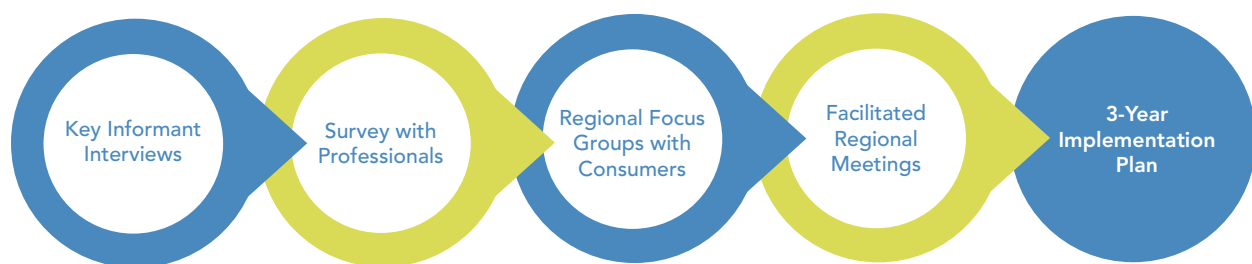 Key Informant
Interviews
Survey with
Professionals
Regional Focus
Groups with
Consumers
Facilitated
Regional
Meetings
3-Year
Implementation
Plan